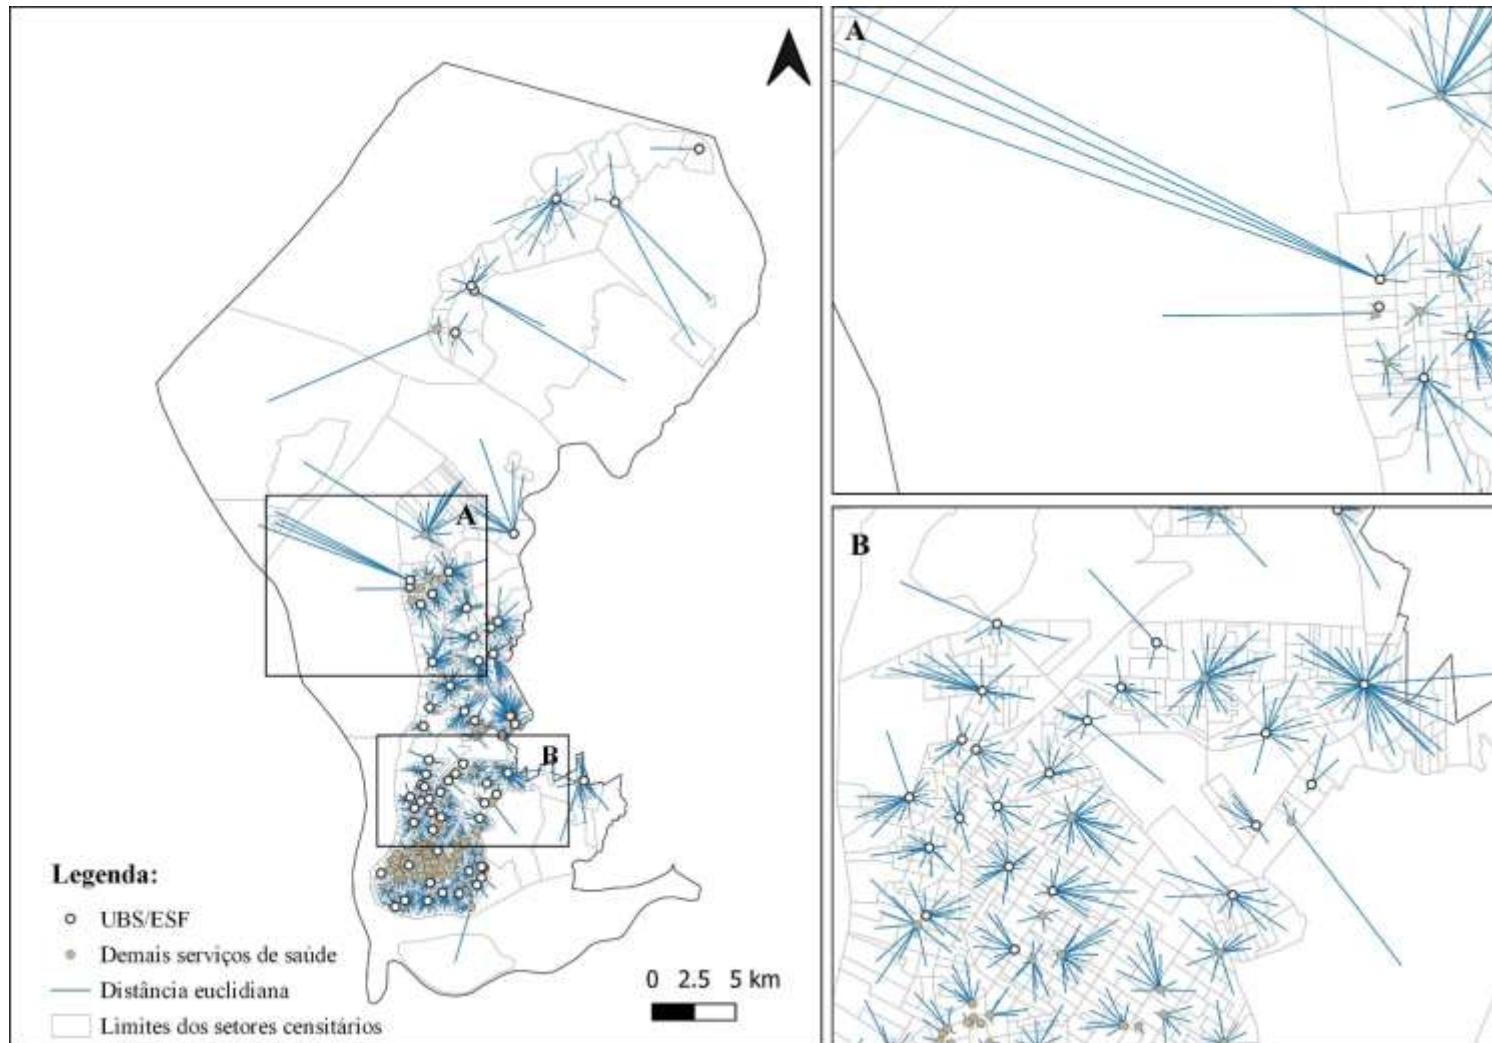 A
B
Legenda:
UBS/ESF
Demais serviços de saúde
Distância euclidiana
Limites dos setores censitários
0 2.5 5 km
A
B